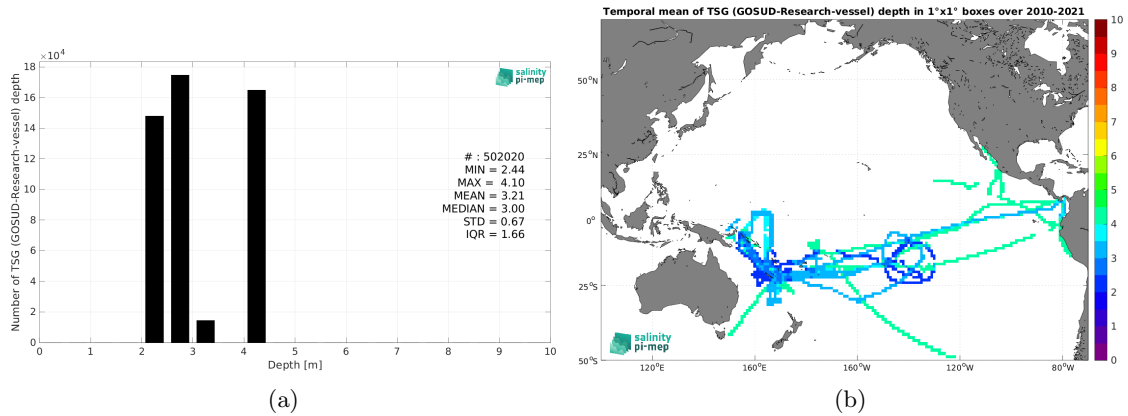 ×10⁴
18
16
14
12
10
8
6
4
2
0
Number of TSG (GOSUD-Research-vessel) depth
salinity
pi-mep
# : 502020
MIN = 2.44
MAX = 4.10
MEAN = 3.21
MEDIAN = 3.00
STD = 0.67
IQR = 1.66
0 1 2 3 4 5 6 7 8 9 10
Depth [m]
(a)
Temporal mean of TSG (GOSUD-Research-vessel) depth in 1°x1° boxes over 2010-2021
50°N
25°N
0°
25°S
50°S
120°E 160°E 160°W 120°W 80°W
salinity
pi-mep
10
9
8
7
6
5
4
3
2
1
0
(b)